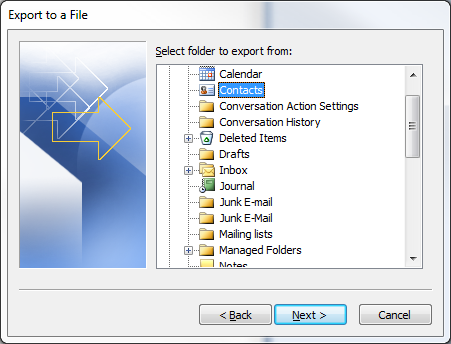 Export to a File
Select folder to export from:
Calendar
Contacts
Conversation Action Settings
Conversation History
Deleted Items
Drafts
Inbox
Journal
Junk E-mail
Junk E-Mail
Mailing lists
Managed Folders
Notes
< Back
Next >
Cancel